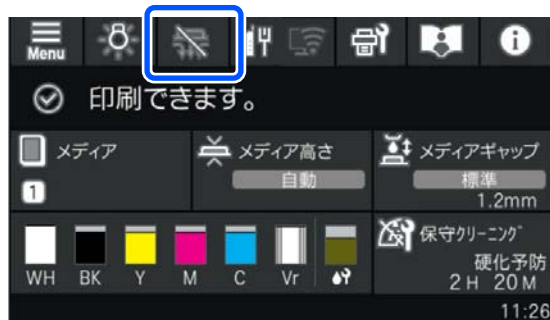 Menu
印刷できます。
メディア
1
メディア高さ
自動
メディアギャップ
標準
1.2mm
WH BK Y M C Vr
保守クリーニング
硬化予防
2H 20M
11:26